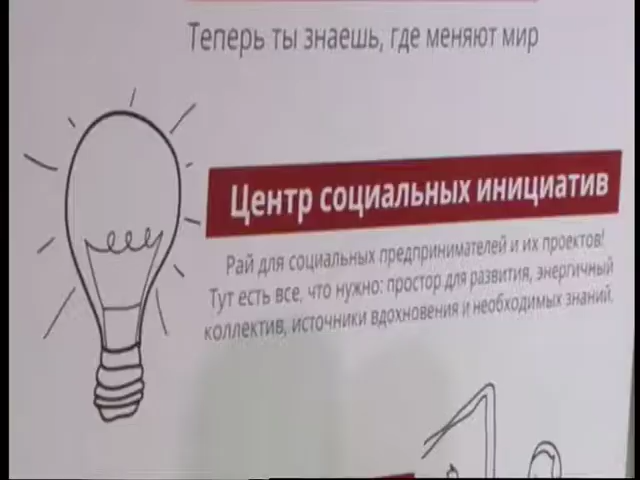 Теперь ты знаешь, где меняют мир
Центр социальных инициатив
Рай для социальных предпринимателей и их проектов!
Тут есть все, что нужно: простор для развития, энергичный
коллектив, источники вдохновения и необходимых знаний.